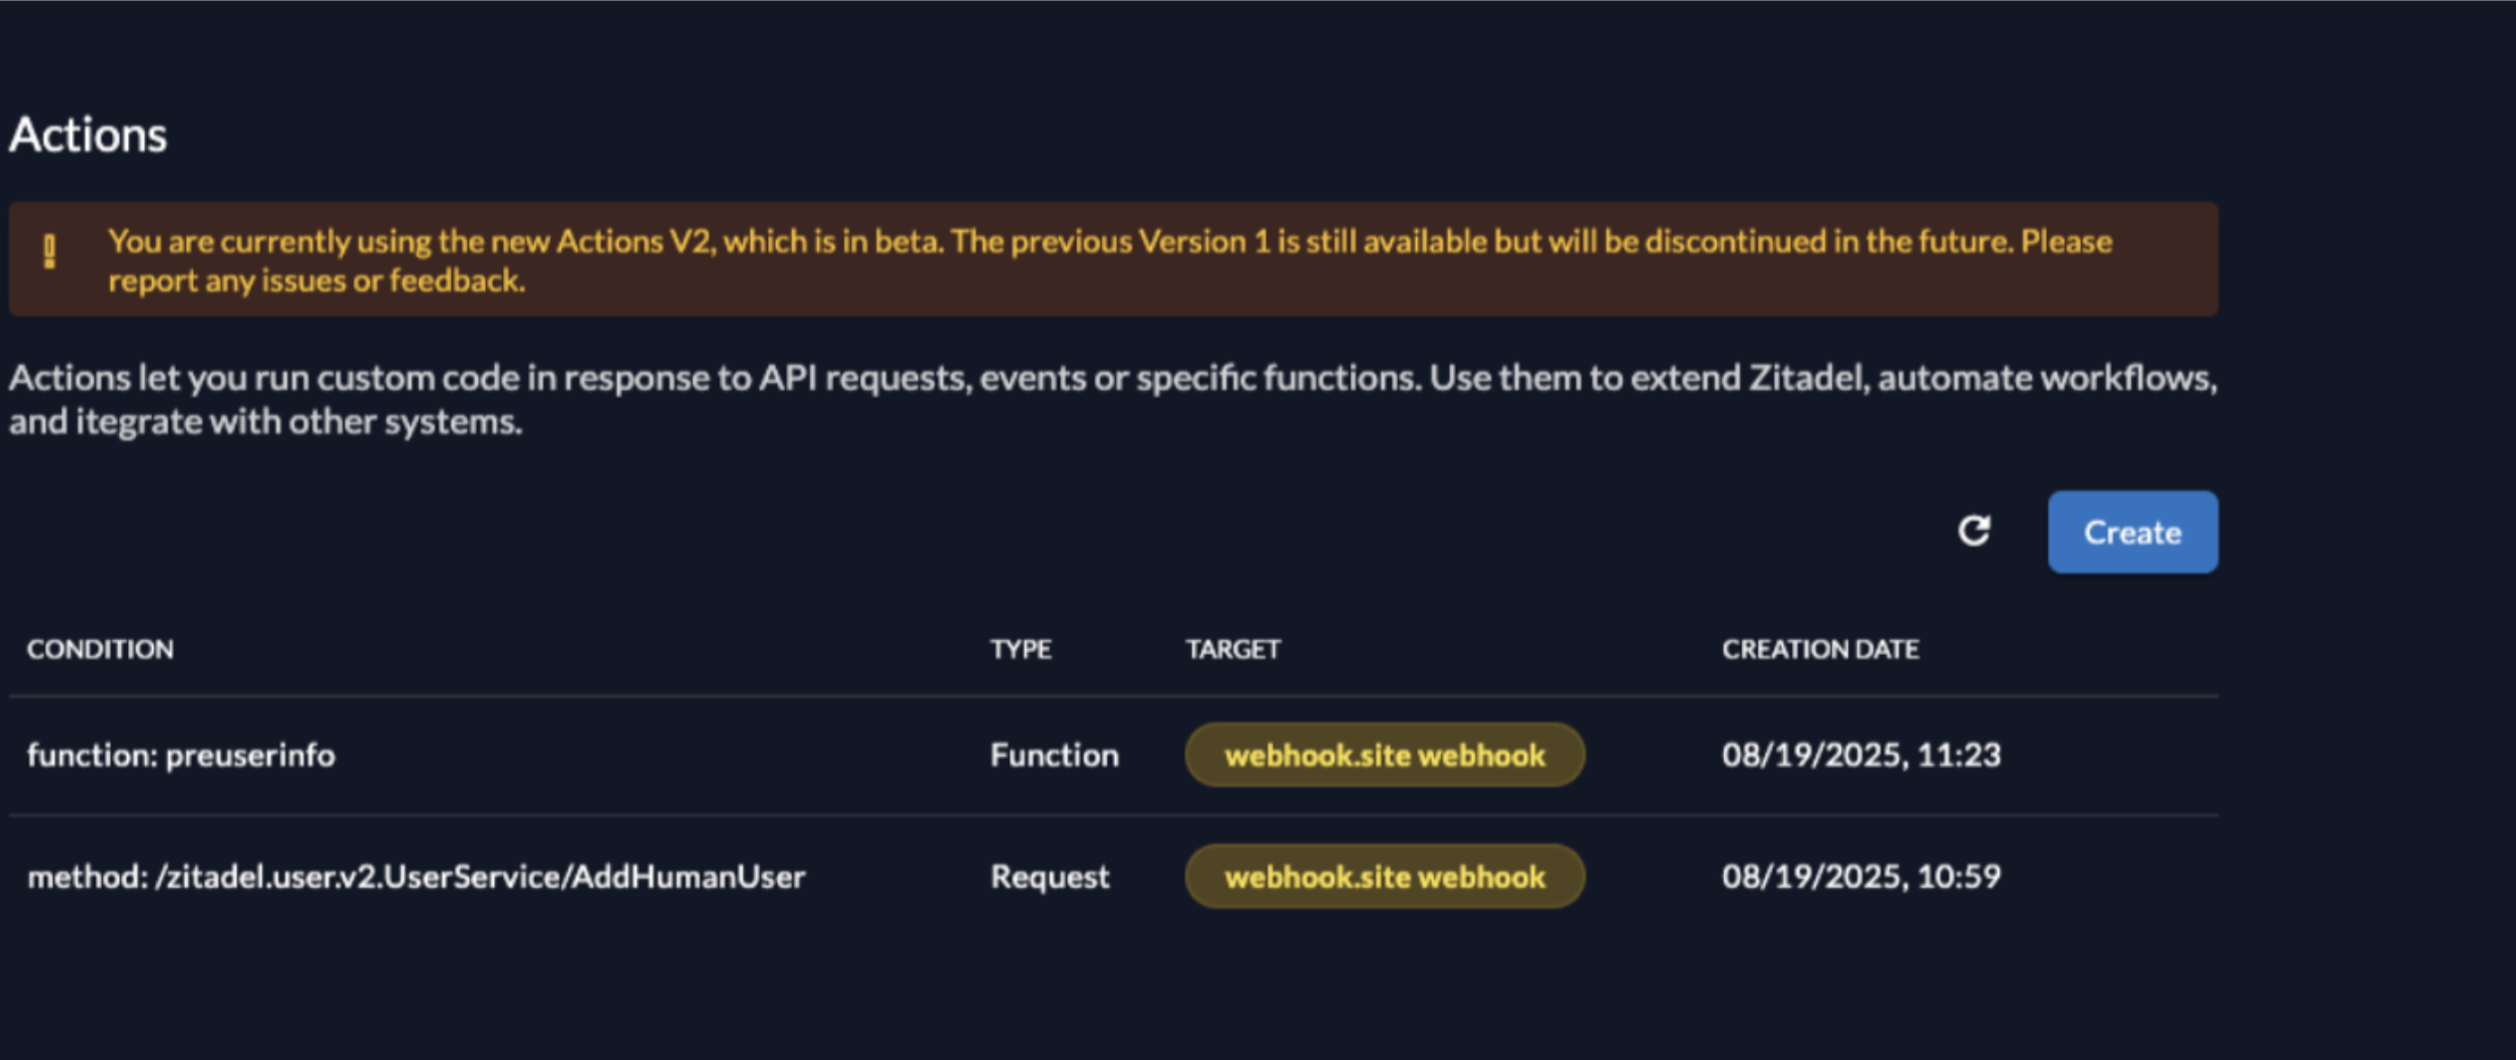 Actions
You are currently using the new Actions V2, which is in beta. The previous Version 1 is still available but will be discontinued in the future. Please
report any issues or feedback.
Actions let you run custom code in response to API requests, events or specific functions. Use them to extend Zitadel, automate workflows,
and itegrate with other systems.
Create
CONDITION TYPE TARGET CREATION DATE
function: preuserinfo Function webhook.site webhook 08/19/2025, 11:23
method: /zitadel.user.v2.UserService/AddHumanUser Request webhook.site webhook 08/19/2025, 10:59